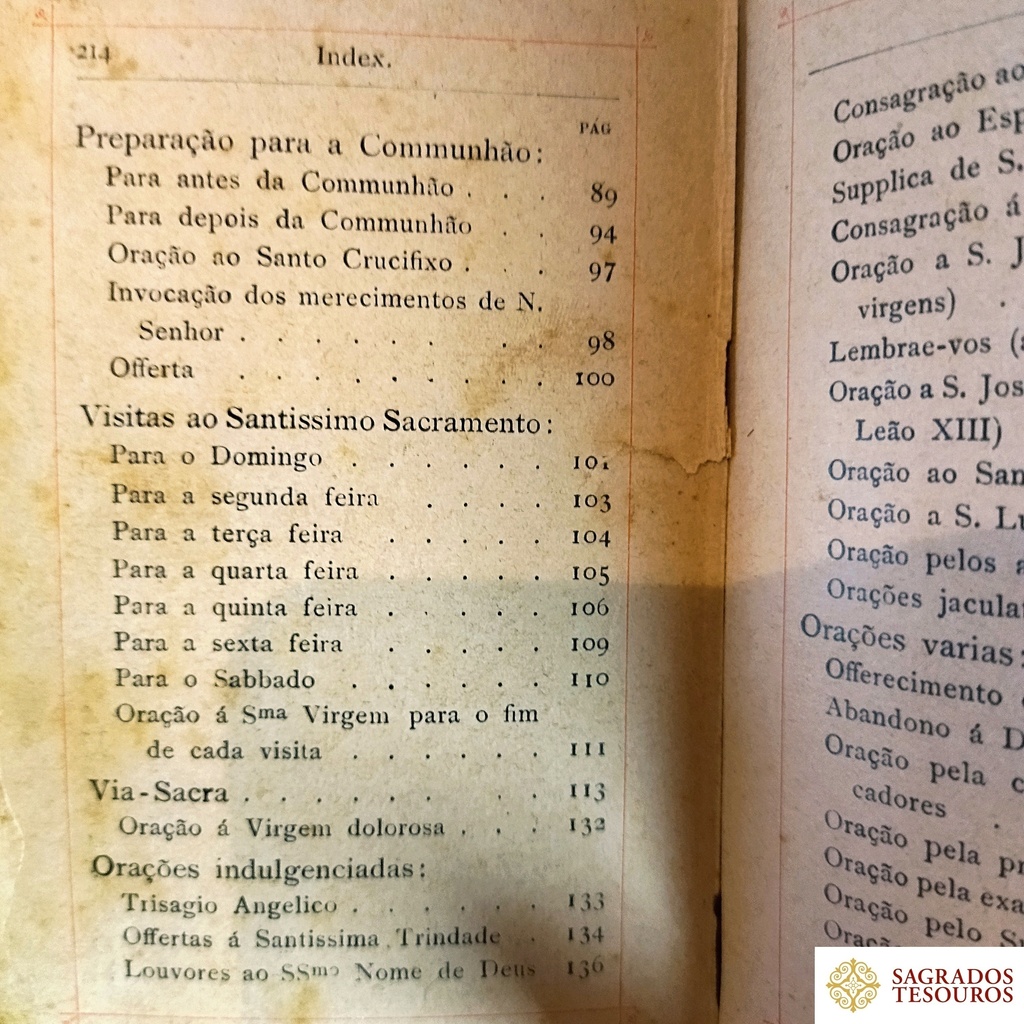 214
Index.
PÁG
Preparação para a Communhão:
Para antes da Communhão . . . 89
Para depois da Communhão . . 94
Oração ao Santo Crucifixo . . . 97
Invocação dos merecimentos de N.
Senhor . . . . . . . . 98
Offerta . . . . . . . . . 100
Visitas ao Santissimo Sacramento:
Para o Domingo . . . . . . 101
Para a segunda feira . . . . 103
Para a terça feira . . . . . 104
Para a quarta feira . . . . . 105
Para a quinta feira . . . . . 106
Para a sexta feira . . . . . 109
Para o Sabbado . . . . . . 110
Oração á Sma Virgem para o fim
de cada visita . . . . . . 111
Via-Sacra . . . . . . . . 113
Oração á Virgem dolorosa . . . 132
Orações indulgenciadas:
Trisagio Angelico . . . . . . 133
Offertas á Santissima Trindade . 134
Louvores ao SSmo Nome de Deus 136
Consagração ao
Oração ao
Supplica de S.
Consagração á
Oração a S.
virgens) .
Lembrae-vos
Oração a S.
Leão XIII)
Oração ao
Oração a S.
Oração pelos
Orações
Orações varias:
Offerecimento
Abandono á
Oração pela
cadores .
Oração pela
Oração pela
Oração pelo
SAGRADOS
TESOUROS